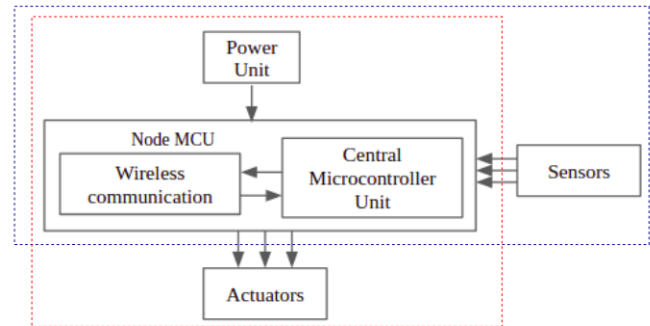 Power
Unit
Node MCU
Wireless
communication
Central
Microcontroller
Unit
Sensors
Actuators